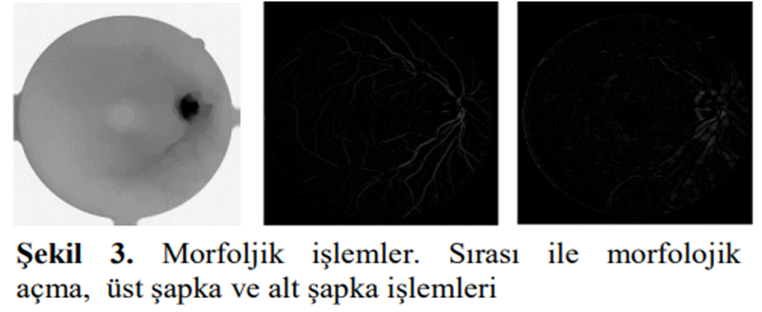 Şekil 3. Morfoljik işlemler. Sırası ile morfolojik
açma, üst şapka ve alt şapka işlemleri